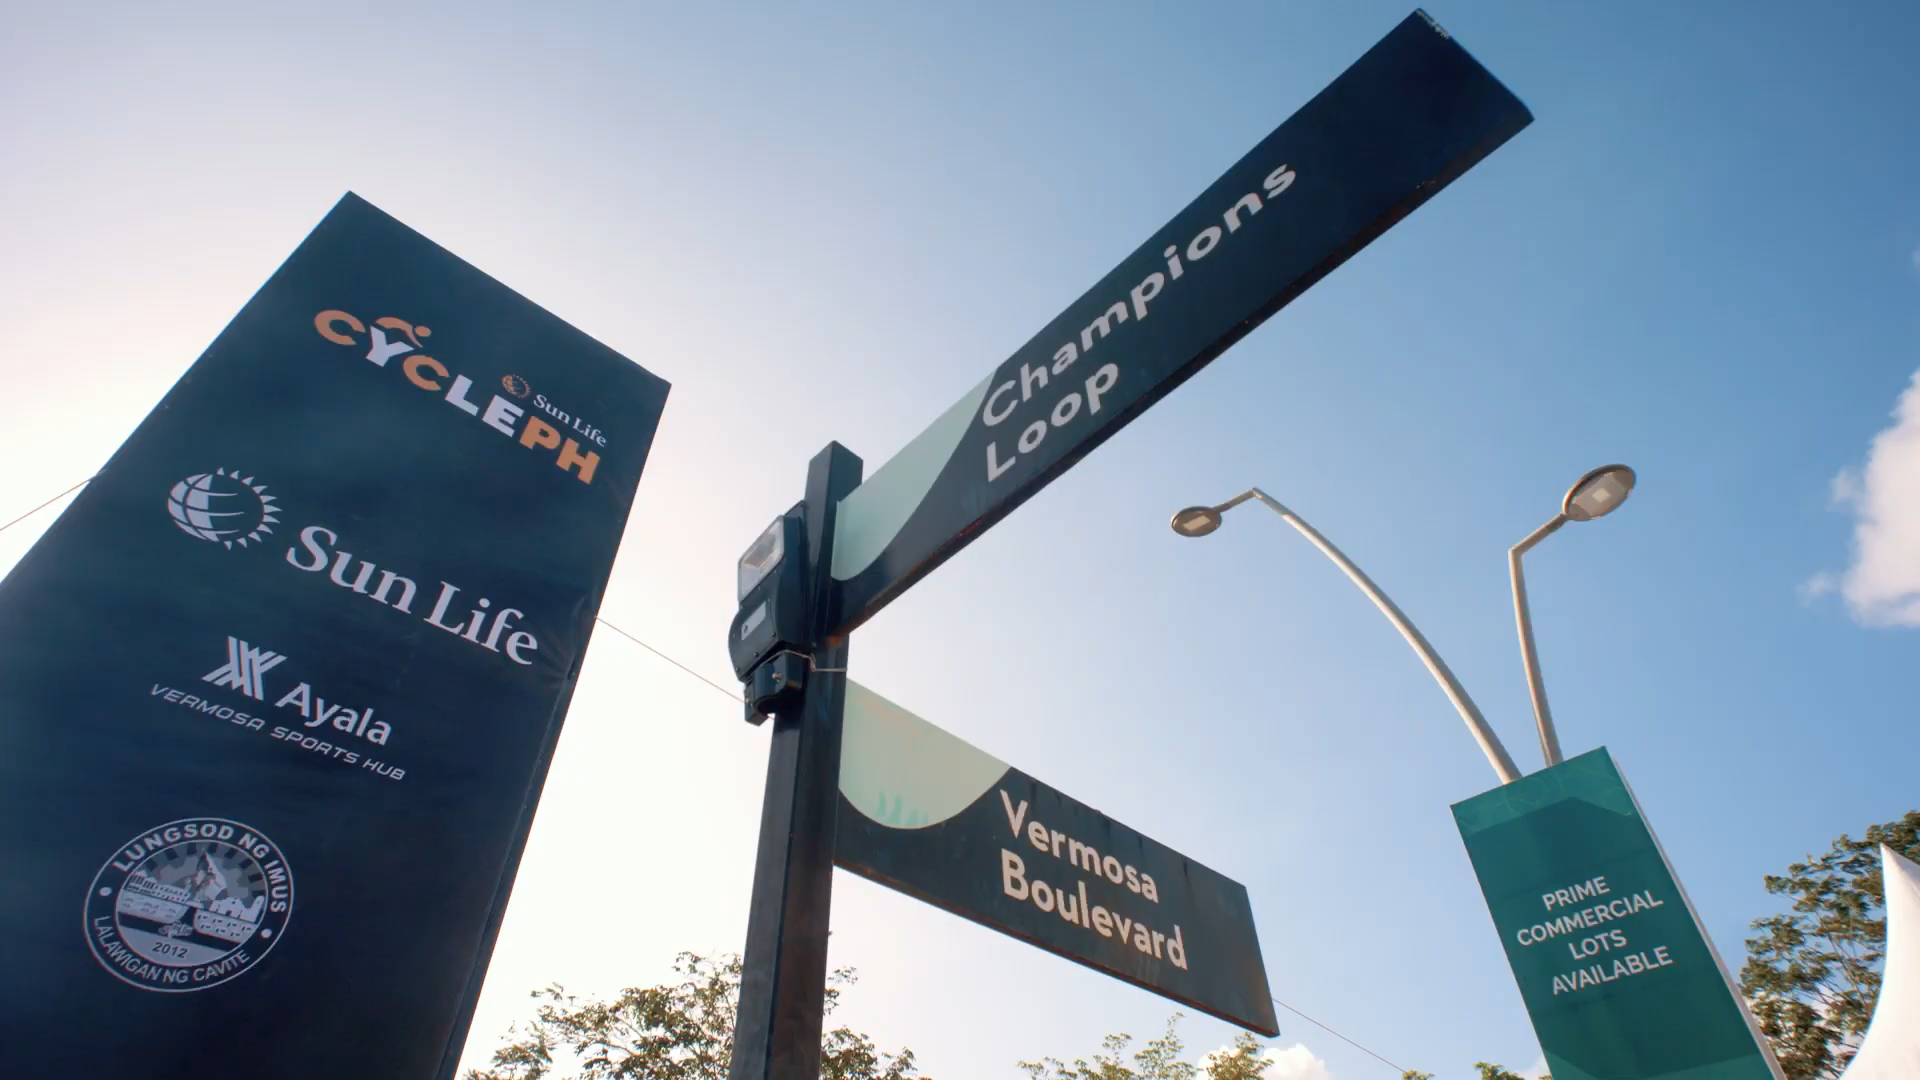 CYCLEPH
Sun Life
Sun Life
Ayala
VERMOSA SPORTS HUB
LUNGSOD NG IMUS
2012
LALAWIGAN NG CAVITE
Champions
Loop
Vermosa
Boulevard
PRIME
COMMERCIAL
LOTS
AVAILABLE